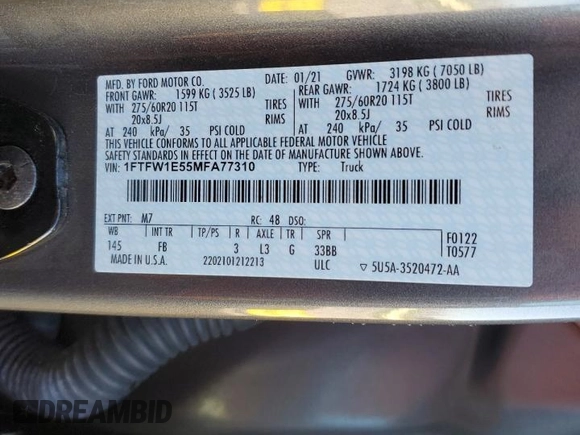 MFD. BY FORD MOTOR CO. DATE: 01/21 GVWR: 3198 KG ( 7050 LB)
FRONT GAWR: 1599 KG ( 3525 LB) REAR GAWR: 1724 KG ( 3800 LB)
WITH 275/60R20 115T TIRES WITH 275/60R20 115T TIRES
20x8.5J RIMS 20x8.5J RIMS
AT 240 kPa/ 35 PSI COLD AT 240 kPa/ 35 PSI COLD
THIS VEHICLE CONFORMS TO ALL APPLICABLE FEDERAL MOTOR VEHICLE
SAFETY AND THEFT PREVENTION STANDARDS IN EFFECT ON THE DATE OF MANUFACTURE SHOWN ABOVE.
VIN: 1FTFW1E55MFA77310 TYPE: Truck
EXT PNT: M7 RC: 48 DSO: F0122
WB INT TR TP/PS R AXLE TR SPR T0577
145 FB 3 L3 G 33BB
MADE IN U.S.A. 2202101212213 ULC ▽ 5U5A-3520472-AA
DREAMBID